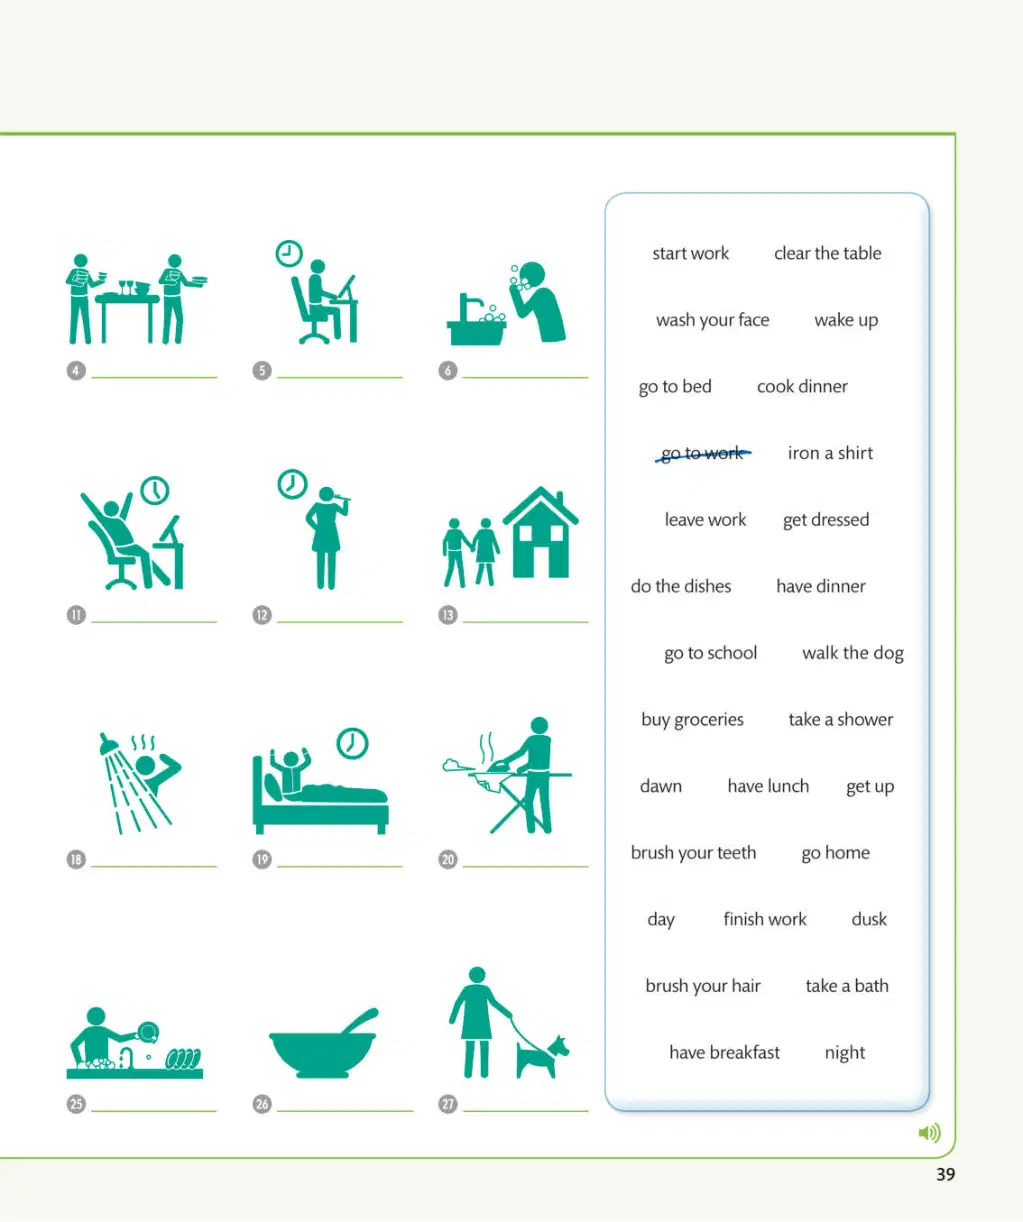 4
5
6
11
12
13
18
19
20
25
26
27
start work clear the table
wash your face wake up
go to bed cook dinner
go to work iron a shirt
leave work get dressed
do the dishes have dinner
go to school walk the dog
buy groceries take a shower
dawn have lunch get up
brush your teeth go home
day finish work dusk
brush your hair take a bath
have breakfast night
39